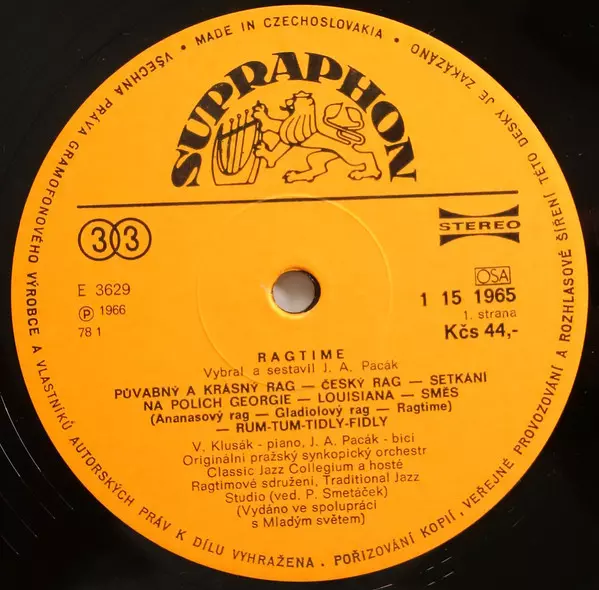 VŠECHNA PRÁVA GRAMOFONOVÉHO VÝROBCE A VLASTNÍKŮ AUTORSKÝCH PRÁV K DÍLU VYHRAŽENA. POŘIZOVÁNÍ KOPIÍ, VEŘEJNÉ PROVOZOVÁNÍ A ROZHLASOVÉ ŠÍŘENÍ TÉTO DESKY JE ZAKÁZÁNO
• MADE IN CZECHOSLOVAKIA •
SUPRAPHON
33
STEREO
E 3629
℗ 1966
78 1
OSA
1 15 1965
1. strana
Kčs 44,-
RAGTIME
Vybral a sestavil J. A. Pacák
PŮVABNÝ A KRÁSNÝ RAG — ČESKÝ RAG — SETKÁNÍ
NA POLICH GEORGIE — LOUISIANA — SMĚS
(Ananasový rag — Gladiolový rag — Ragtime)
— RUM-TUM-TIDLY-FIDLY
V. Klusák - piano, J. A. Pacák - bicí
Originální pražský synkopický orchestr
Classic Jazz Collegium a hosté
Ragtimové sdružení, Traditional Jazz
Studio (ved. P. Smetáček)
(Vydáno ve spolupráci
s Mladým světem)